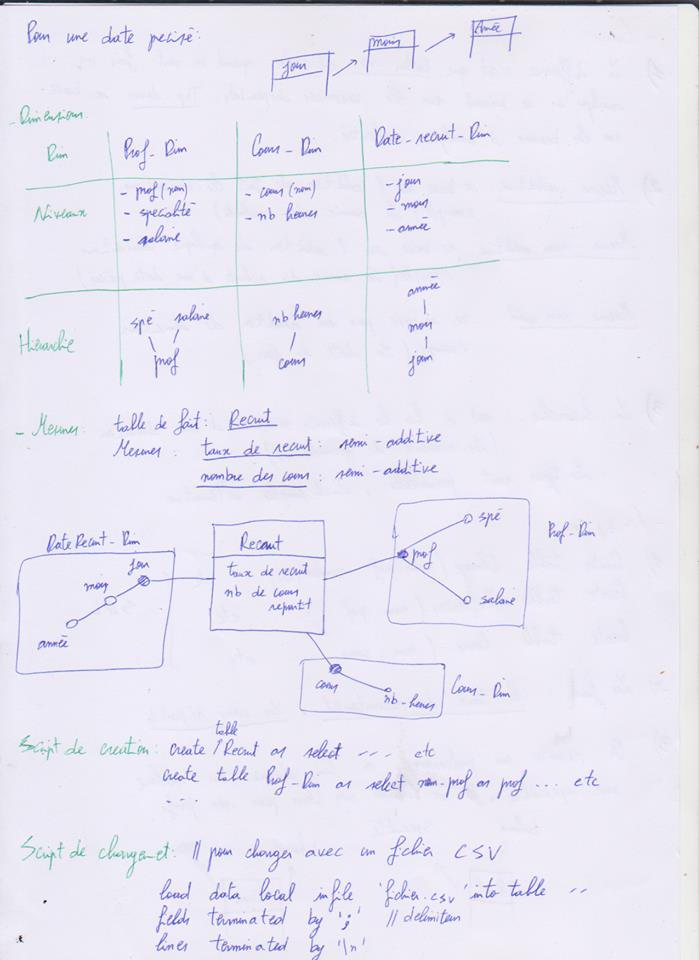 Pour une date précisé :
jour
mois
Année
- Dimensions
Dim Prof_Dim Cours_Dim Date_recrut_Dim
Niveaux
- prof (nom) - cours (nom) - jour
- spécialité - nb heures - mois
- salaire - année
Hiérarchie
année
spé salaire nb heures mois
prof cours jour
- Mesures : table de fait : Recrut
Mesures : taux de recrut : semi-additive
nombre des cours : semi-additive
DateRecrut_Dim
jour
mois
année
Recrut
taux de recrut
nb de cours
reparti
spé
prof
salaire
Prof_Dim
cours
nb_heures
Cours_Dim
Script de création : create table Recrut as select ... etc
create table Prof_Dim as select nom_prof as prof ... etc
...
Script de chargement : // pour charger avec un fichier CSV
load data local infile 'fichier.csv' into table ..
fields terminated by ';' // délimiteur
lines terminated by '\n'